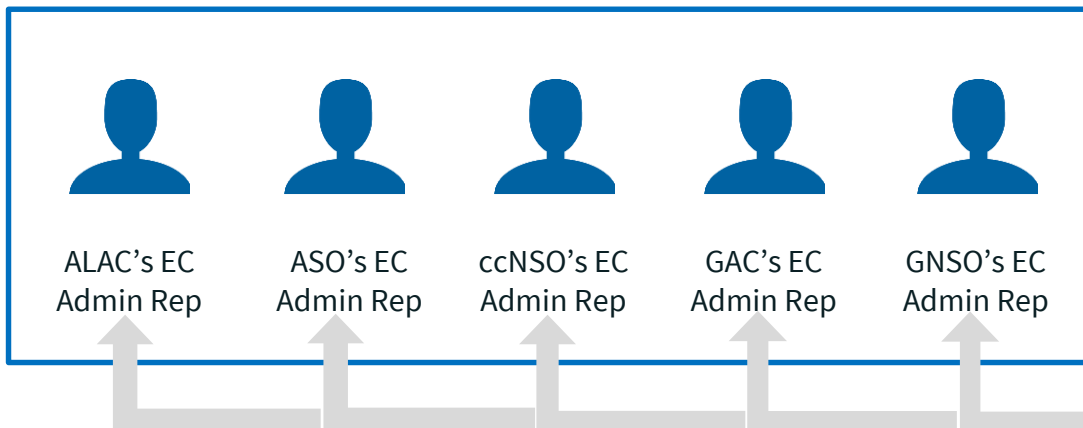 ALAC’s EC
Admin Rep
ASO’s EC
Admin Rep
ccNSO’s EC
Admin Rep
GAC’s EC
Admin Rep
GNSO’s EC
Admin Rep